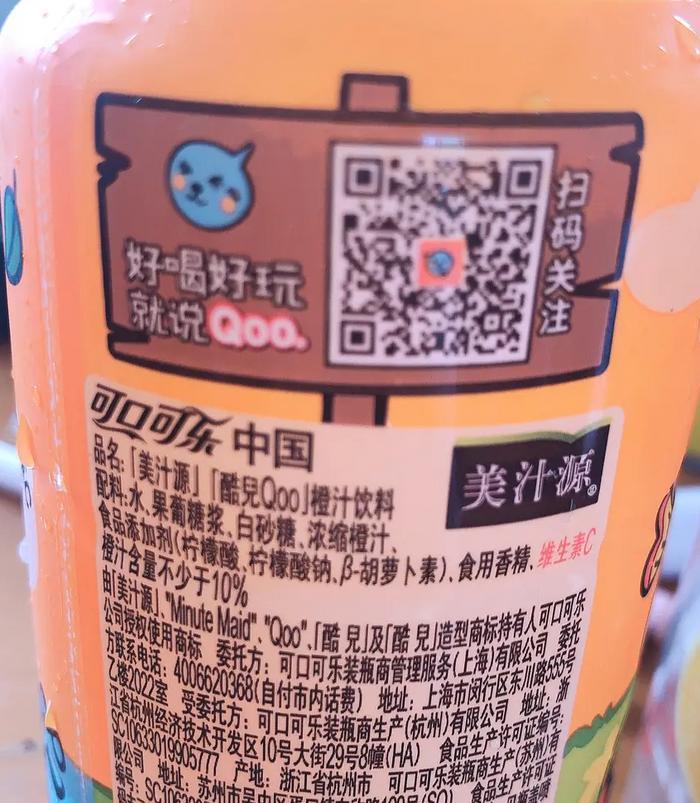 好喝好玩
就说Qoo.
扫码关注
可口可乐 中国
美汁源
品名:「美汁源」「酷兒Qoo」橙汁饮料
配料:水、果葡糖浆、白砂糖、浓缩橙汁、
食品添加剂(柠檬酸、柠檬酸钠、β-胡萝卜素)、食用香精、维生素C
橙汁含量不少于10%
由「美汁源」、"Minute Maid"、"Qoo"、「酷 兒」及「酷 兒」造型商标持有人可口可乐
公司授权使用商标 委托方: 可口可乐装瓶商管理服务(上海)有限公司 委托
方联系电话: 4006620368(自付市内话费) 地址: 上海市闵行区东川路555号
乙楼2022室 受委托方: 可口可乐装瓶商生产(杭州)有限公司 地址: 浙
江省杭州经济技术开发区10号大街29号8幢(HA) 食品生产许可证编号:
SC10633019905777 产地: 浙江省杭州市 可口可乐装瓶商生产(苏州)有
限公司 地址: 苏州市吴中区 食品生产许可证
编号: SC106